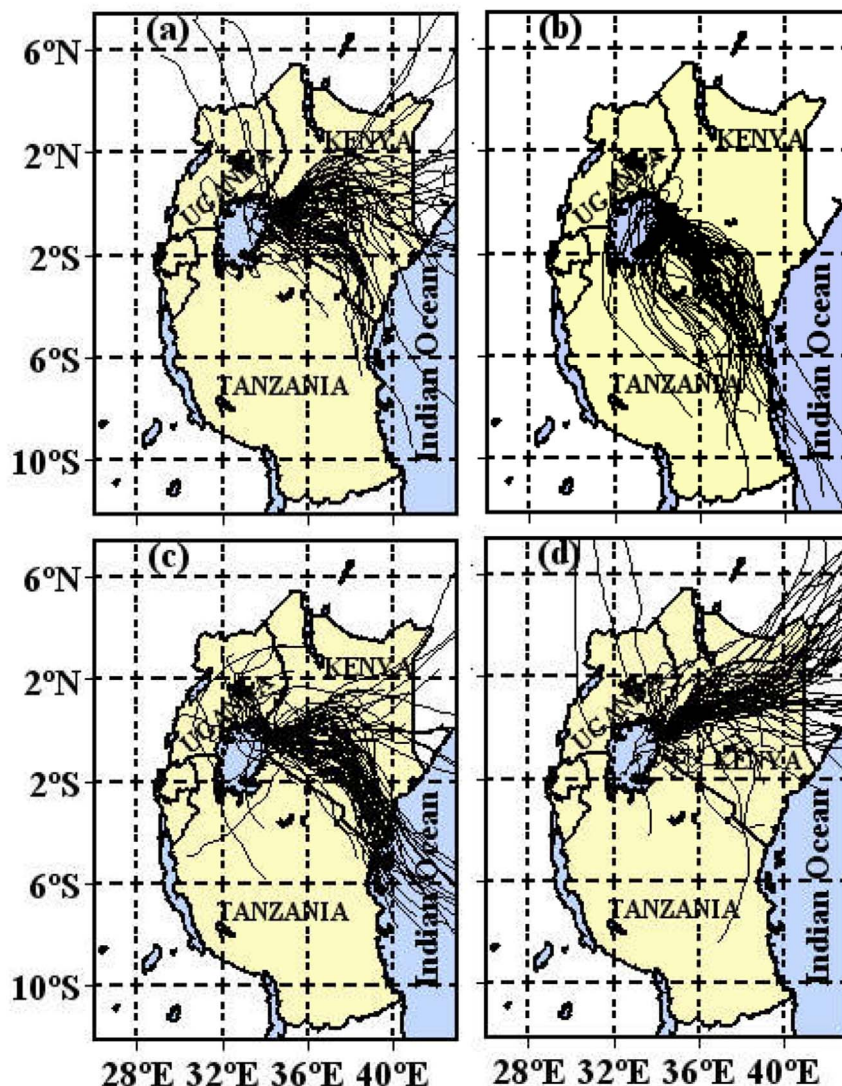 (a)
(b)
6ºN
2ºN
2ºS
6ºS
10ºS
KENYA
UGANDA
TANZANIA
Indian Ocean
KENYA
UGANDA
TANZANIA
Indian Ocean
(c)
(d)
6ºN
2ºN
2ºS
6ºS
10ºS
KENYA
UGANDA
TANZANIA
Indian Ocean
UGANDA
KENYA
TANZANIA
Indian Ocean
28ºE 32ºE 36ºE 40ºE
28ºE 32ºE 36ºE 40ºE